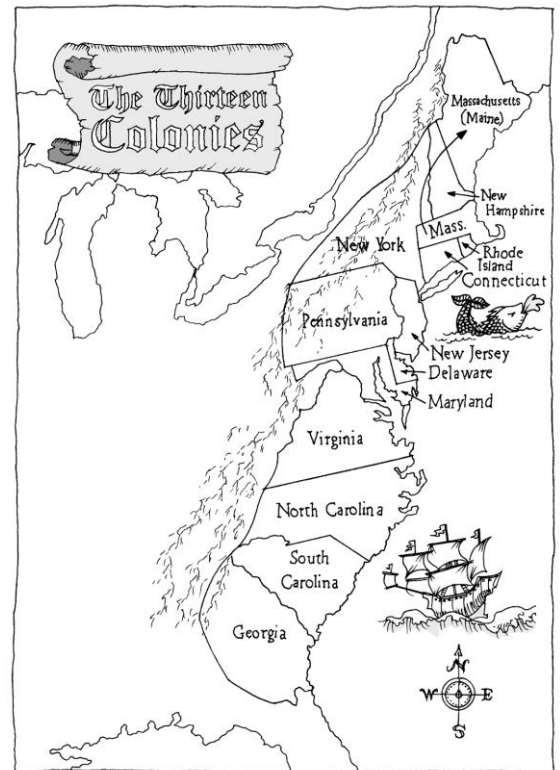 The Thirteen
Colonies
Massachusetts
(Maine)
New
Hampshire
Mass.
New York
Rhode
Island
Connecticut
Pennsylvania
New Jersey
Delaware
Maryland
Virginia
North Carolina
South
Carolina
Georgia
N
W E
S